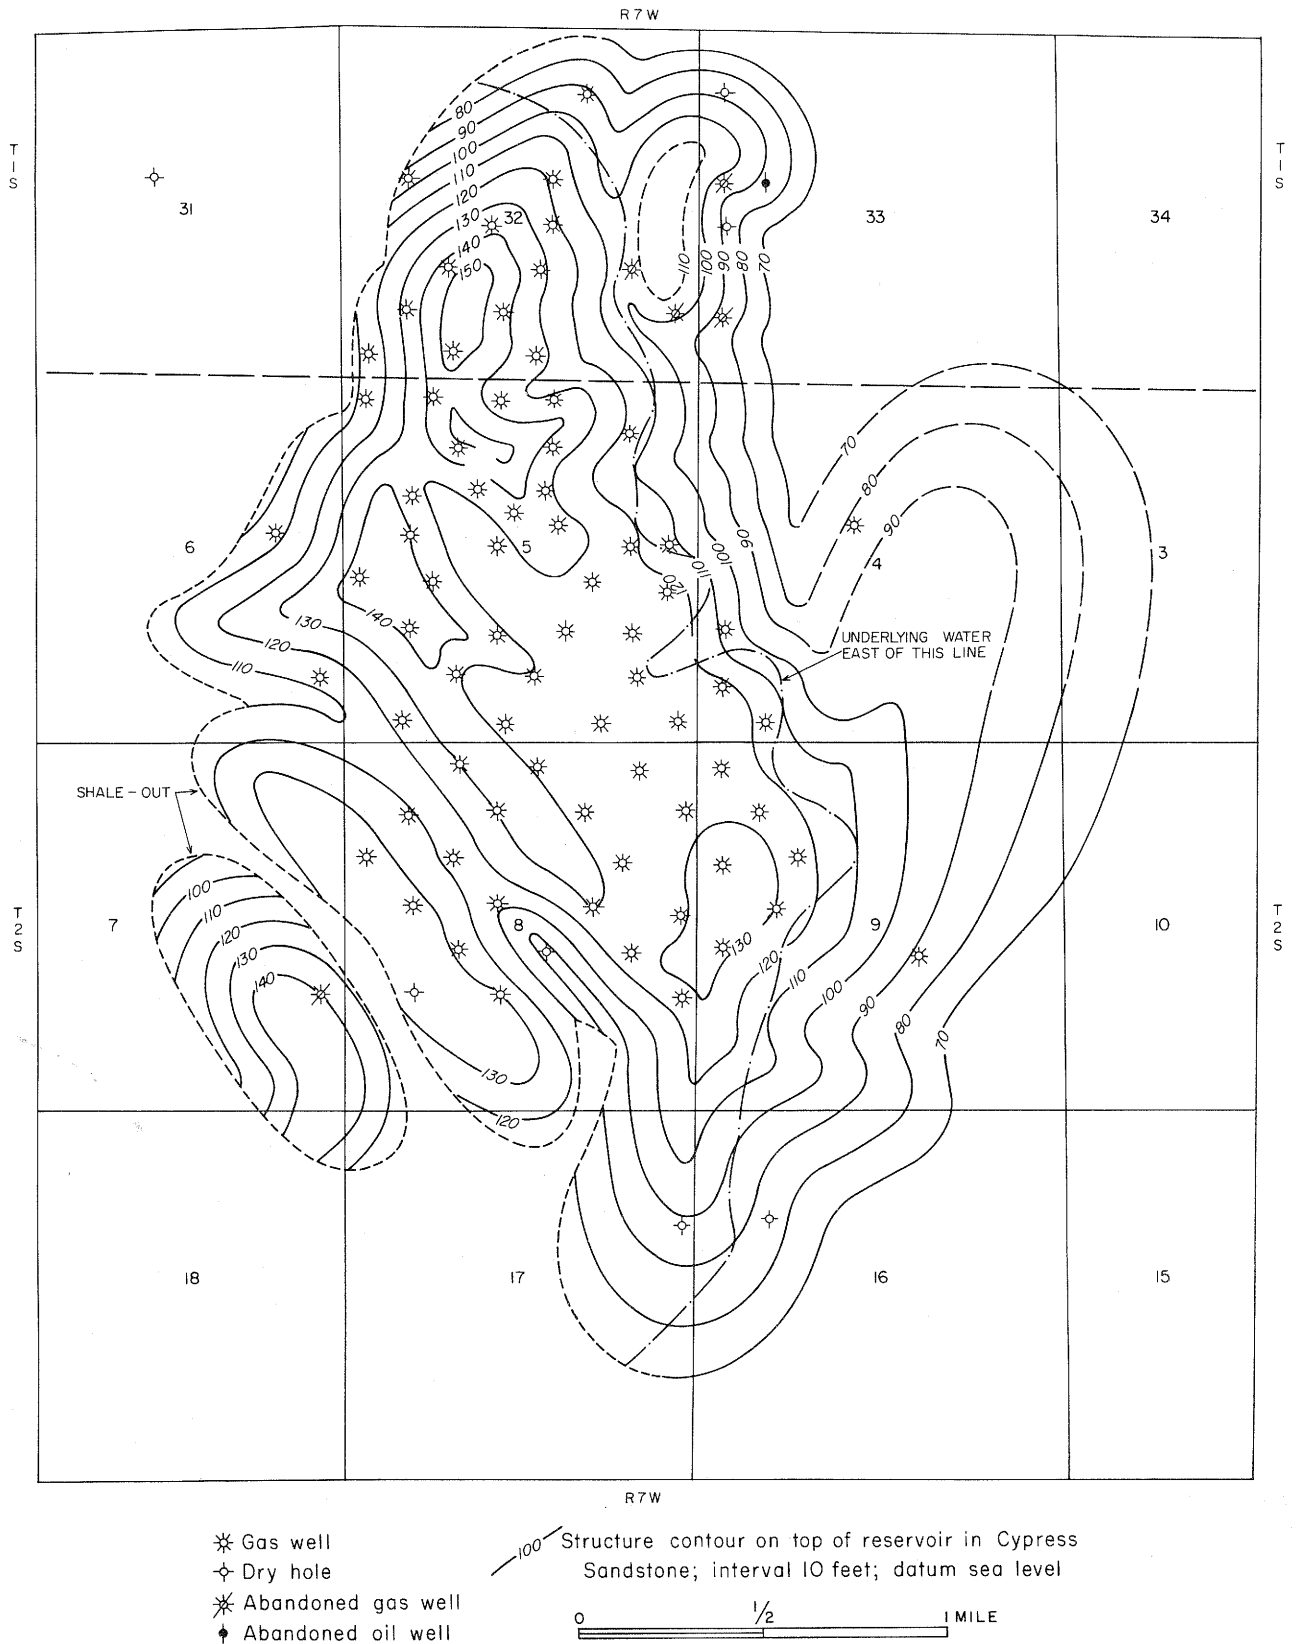 R7W
T
I
S
T
I
S
80
90
100
110
120
130
140
150
31
32
33
34
110
100
90
80
70
70
80
90
6
5
4
3
90
100
110
120
140
130
120
110
UNDERLYING WATER
EAST OF THIS LINE
SHALE-OUT
T
2
S
T
2
S
7
8
9
10
100
110
120
130
140
130
120
110
100
90
80
70
130
120
18
17
16
15
R7W
Gas well
Dry hole
Abandoned gas well
Abandoned oil well
100 Structure contour on top of reservoir in Cypress
Sandstone; interval 10 feet; datum sea level
0 1/2 1 MILE